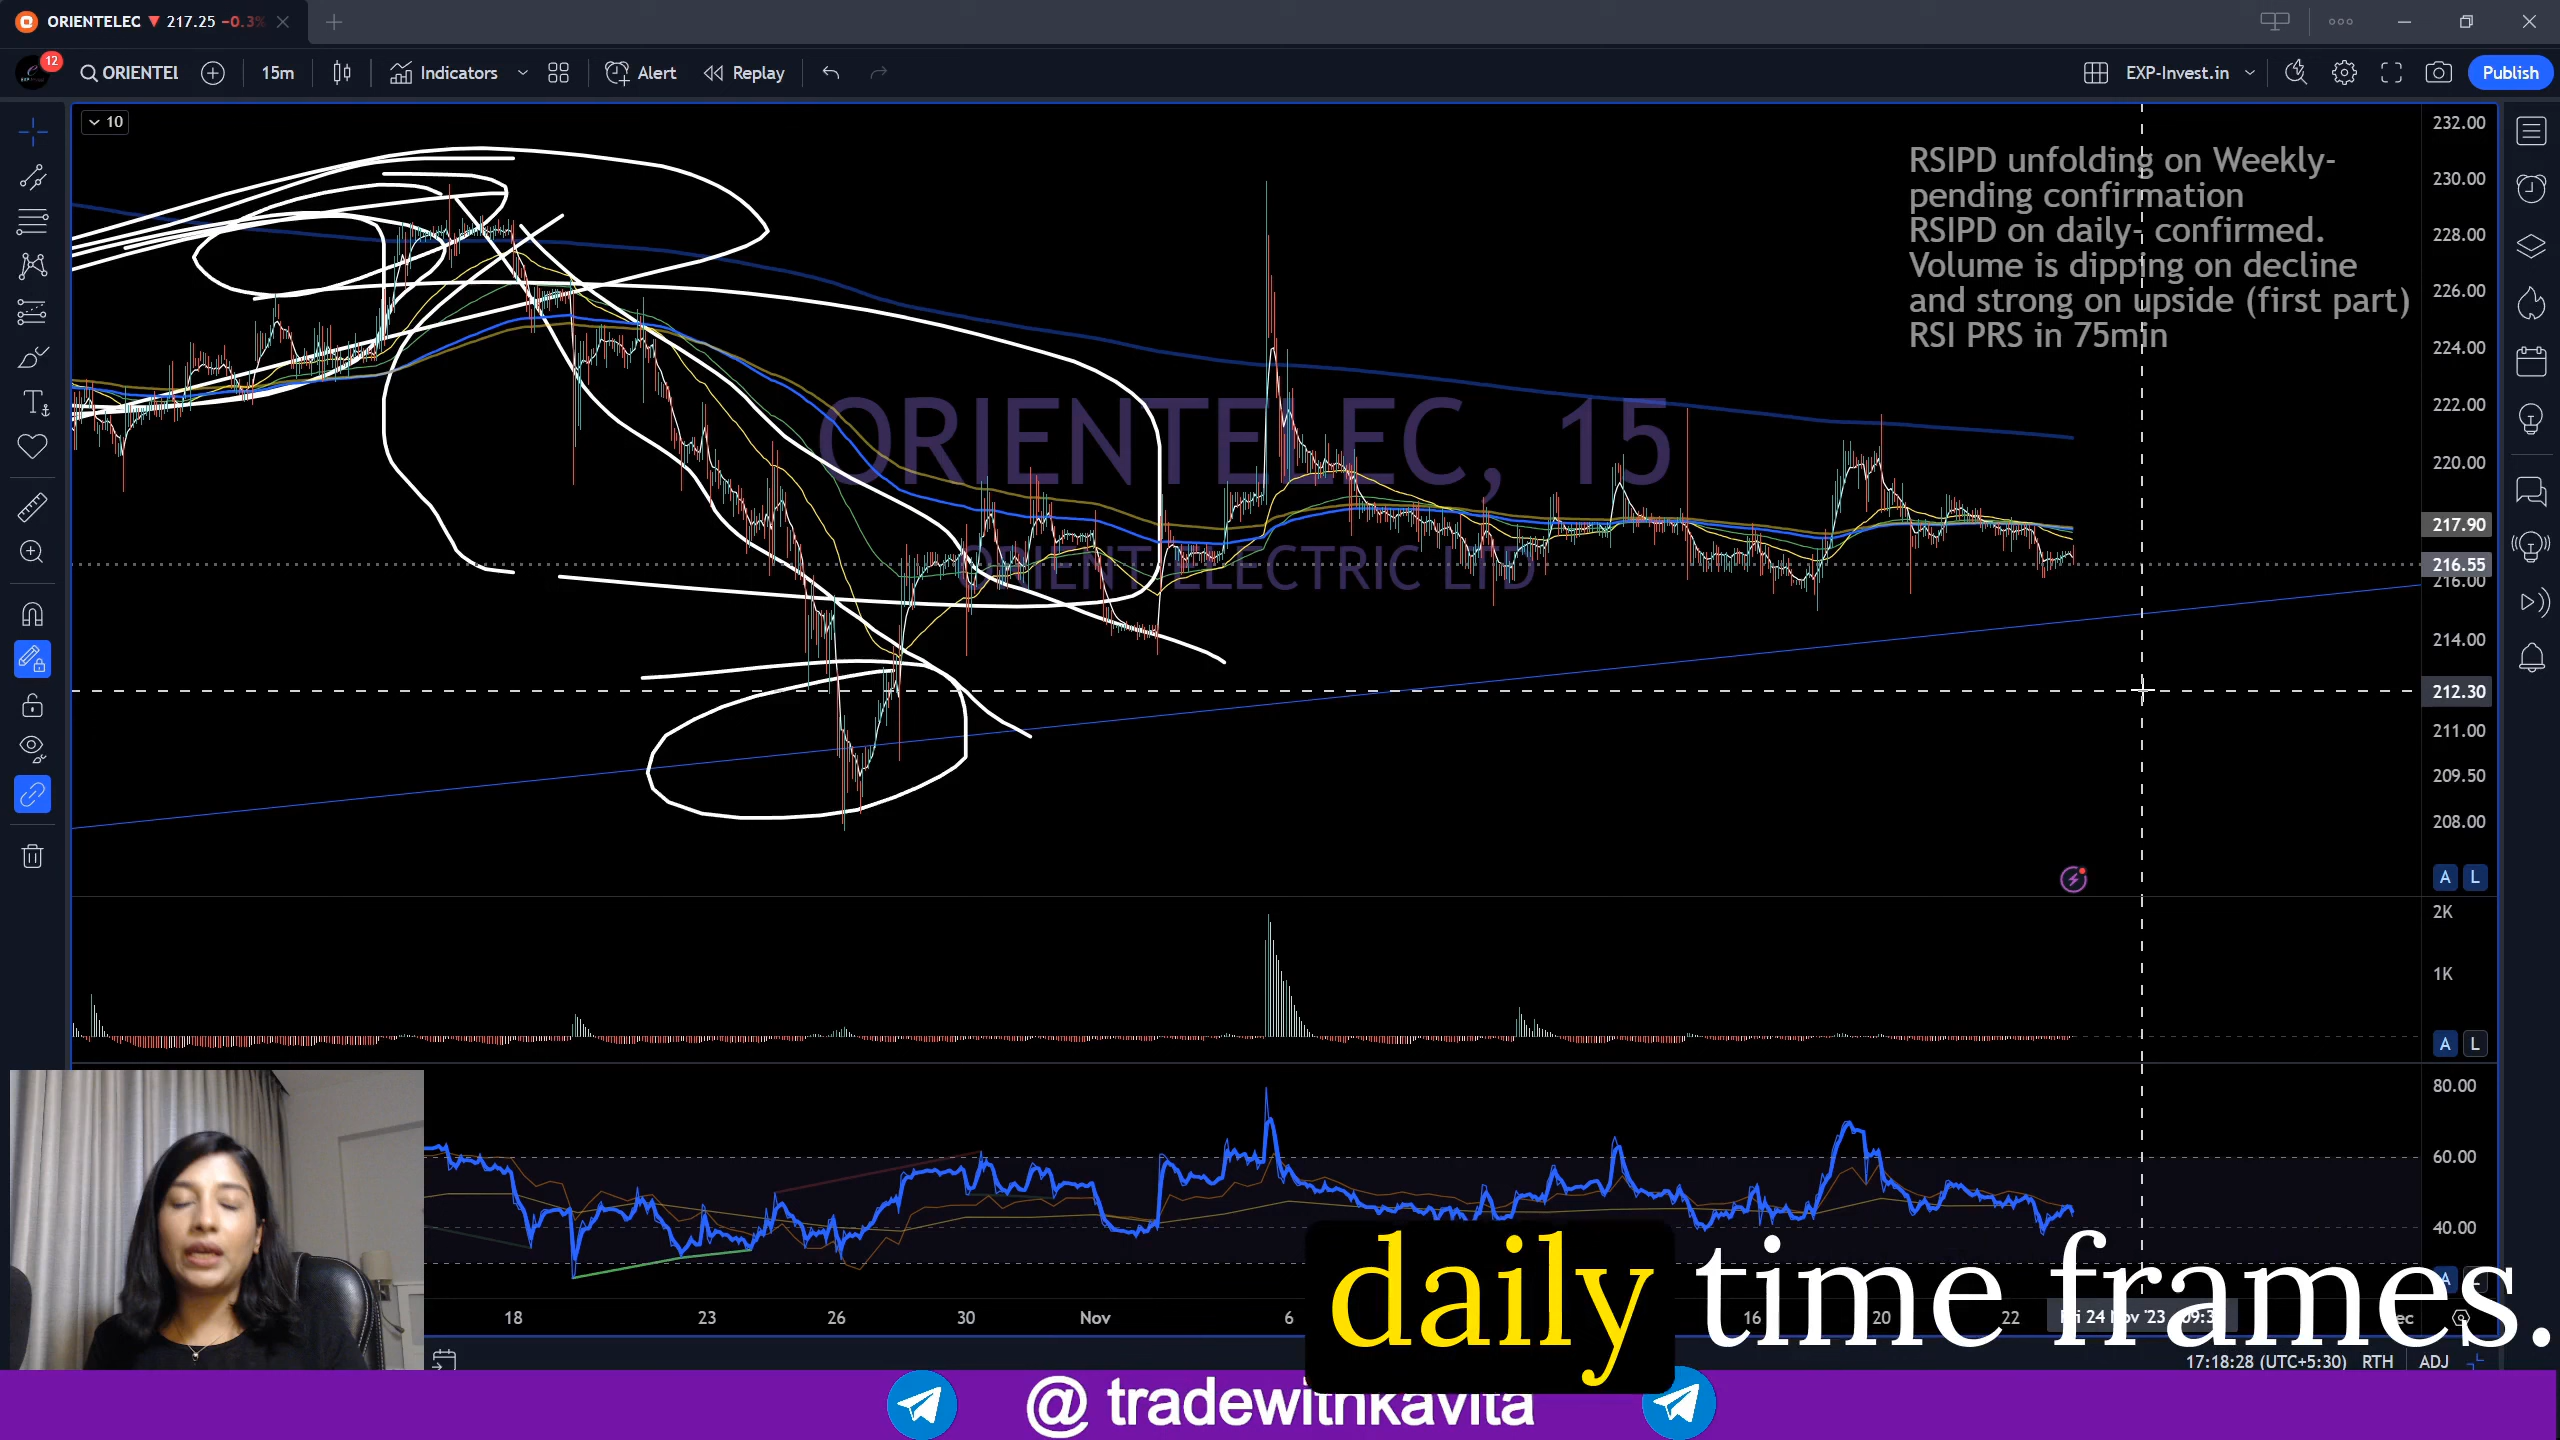 ORIENTELEC ▼ 217.25 −0.3%
12
ORIENTEL
15m
Indicators
Alert
Replay
EXP-Invest.in
Publish
10
RSIPD unfolding on Weekly-
pending confirmation
RSIPD on daily- confirmed.
Volume is dipping on decline
and strong on upside (first part)
RSI PRS in 75min
ORIENTELEC, 15
ORIENT ELECTRIC LTD
232.00
230.00
228.00
226.00
224.00
222.00
220.00
217.90
216.55
216.00
214.00
212.30
211.00
209.50
208.00
A L
2K
1K
A L
80.00
60.00
40.00
A L
18 23 26 30 Nov 6 16 20 22
daily time frames.
17:18:28 (UTC+5:30) RTH ADJ
@ tradewithkavita